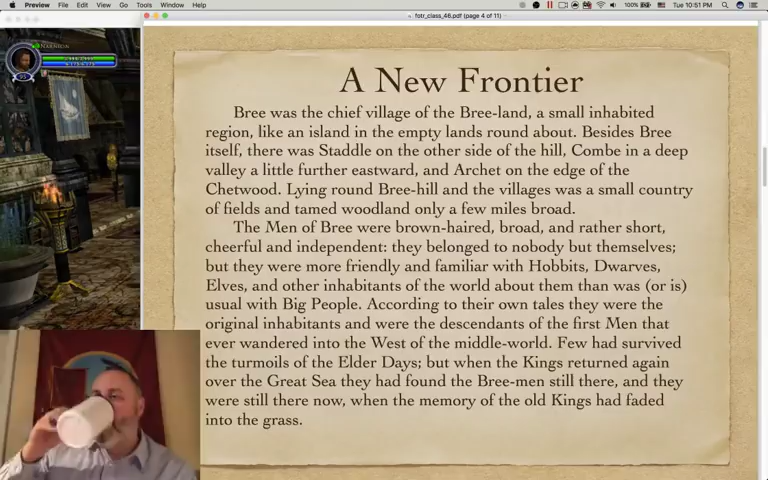 Preview File Edit View Go Tools Window Help
100% Tue 10:51 PM
fotr_class_46.pdf (page 4 of 11)
A New Frontier
Bree was the chief village of the Bree-land, a small inhabited
region, like an island in the empty lands round about. Besides Bree
itself, there was Staddle on the other side of the hill, Combe in a deep
valley a little further eastward, and Archet on the edge of the
Chetwood. Lying round Bree-hill and the villages was a small country
of fields and tamed woodland only a few miles broad.
The Men of Bree were brown-haired, broad, and rather short,
cheerful and independent: they belonged to nobody but themselves;
but they were more friendly and familiar with Hobbits, Dwarves,
Elves, and other inhabitants of the world about them than was (or is)
usual with Big People. According to their own tales they were the
original inhabitants and were the descendants of the first Men that
ever wandered into the West of the middle-world. Few had survived
the turmoils of the Elder Days; but when the Kings returned again
over the Great Sea they had found the Bree-men still there, and they
were still there now, when the memory of the old Kings had faded
into the grass.